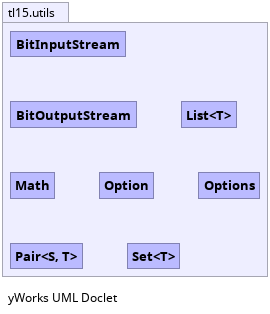 tl15.utils
BitInputStream
BitOutputStream List<T>
Math Option Options
Pair<S, T> Set<T>
yWorks UML Doclet